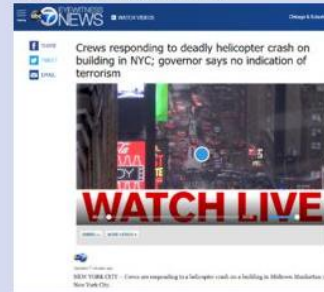 abc 7 EYEWITNESS
NEWS
WATCH VIDEOS
SHARE
TWEET
EMAIL
Crews responding to deadly helicopter crash on
building in NYC; governor says no indication of
terrorism
WATCH LIVE
NEW YORK CITY -- Crews are responding to a helicopter crash on a building in Midtown Manhattan
New York City.